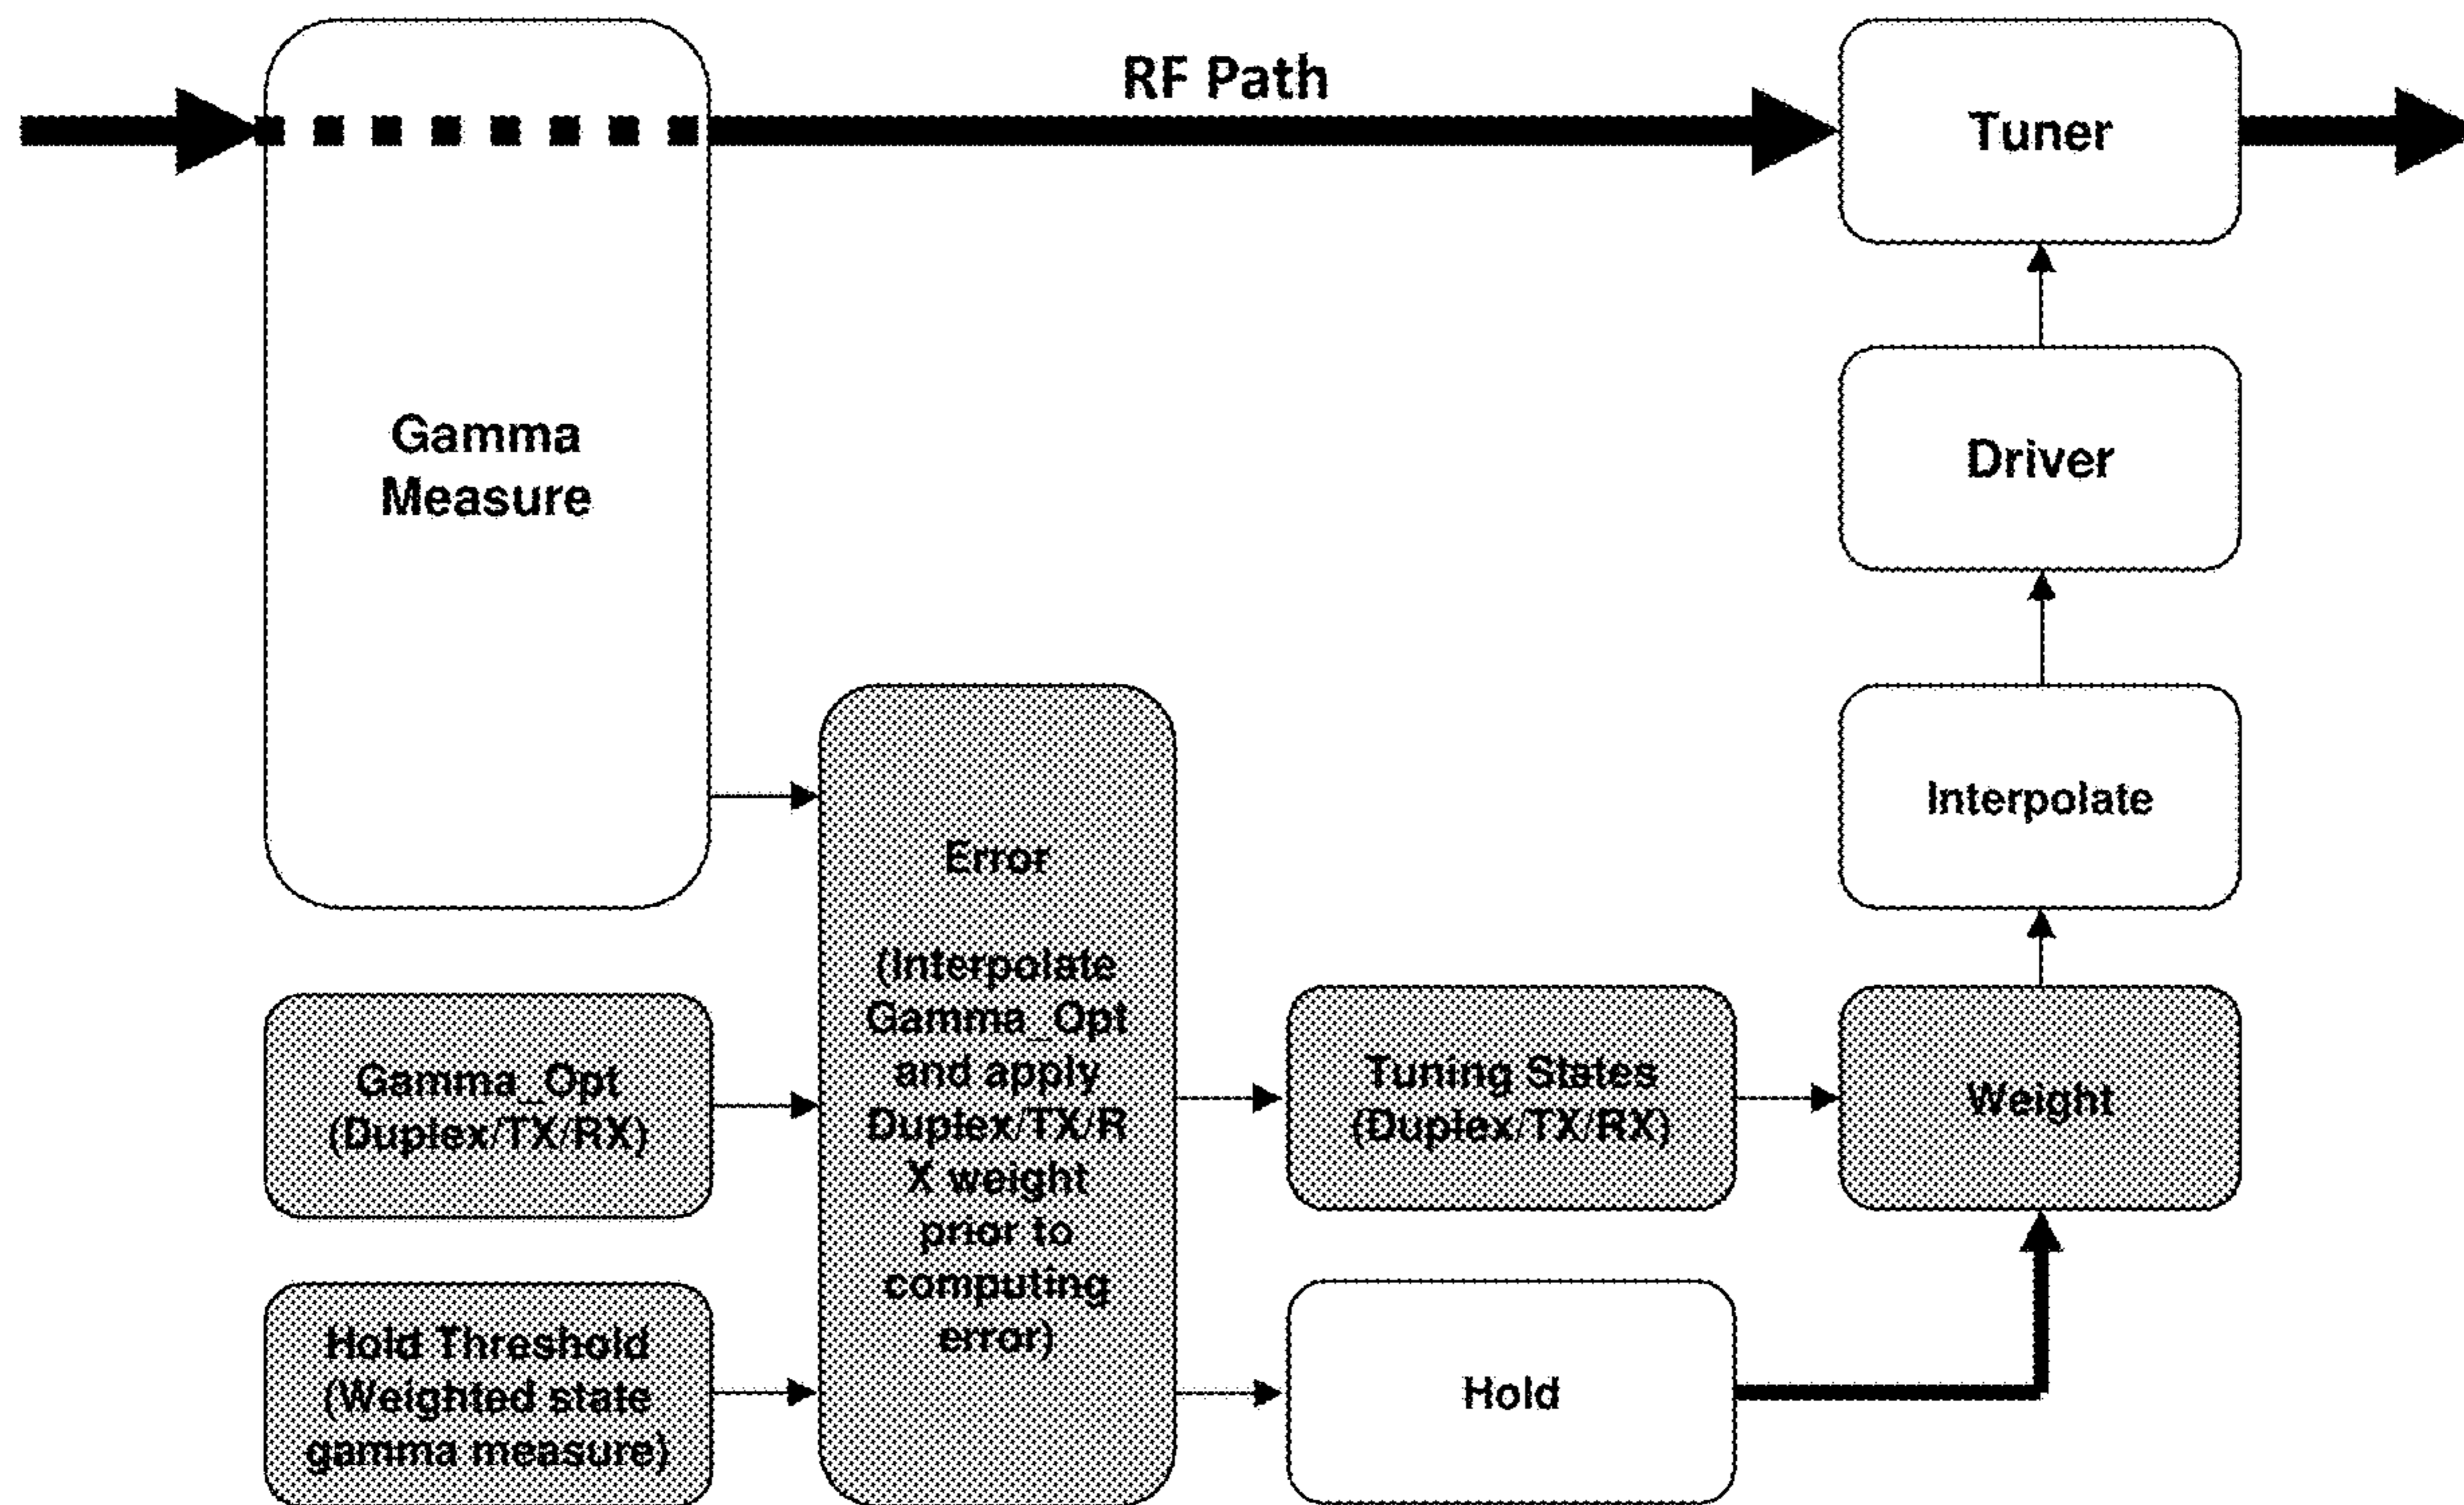 RF Path
Tuner
Gamma
Measure
Driver
Interpolate
Error
(Interpolate
Gamma_Opt
and apply
Duplex/TX/R
X weight
prior to
computing
error)
Gamma_Opt
(Duplex/TX/RX)
Tuning States
(Duplex/TX/RX)
Weight
Hold Threshold
(Weighted state
gamma measure)
Hold